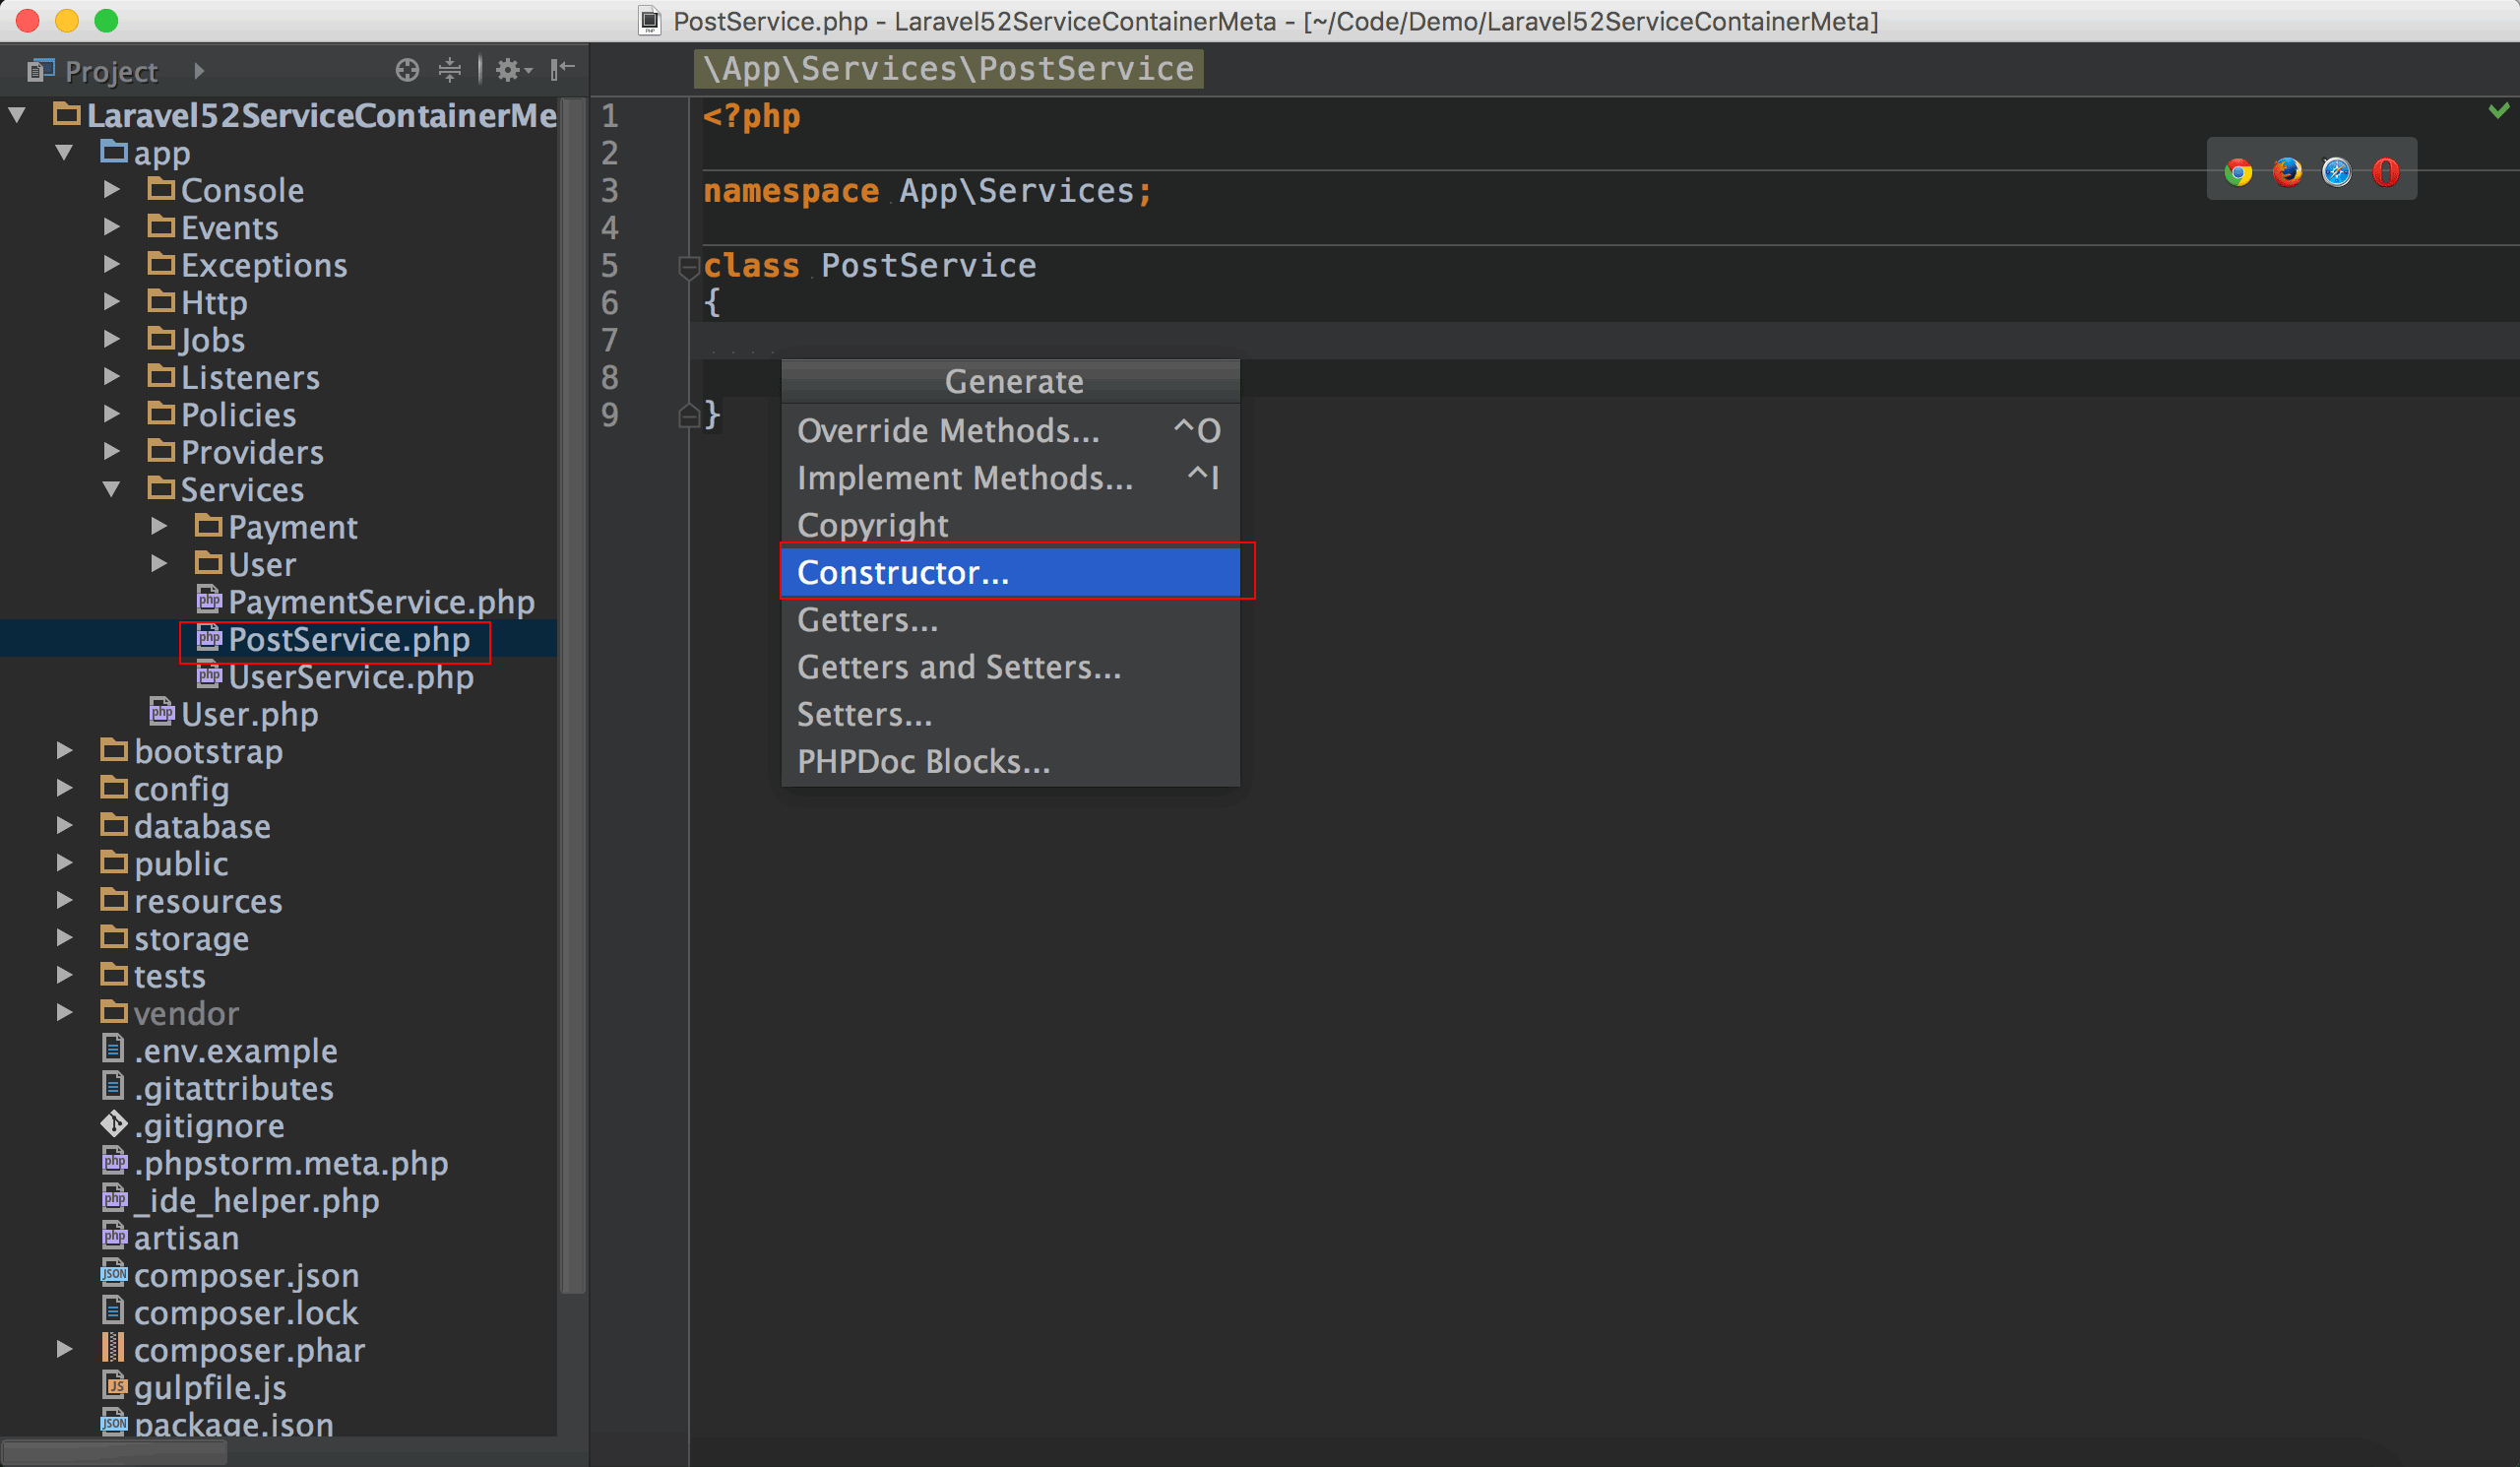 PostService.php - Laravel52ServiceContainerMeta - [~/Code/Demo/Laravel52ServiceContainerMeta]
Project
Laravel52ServiceContainerMe
app
Console
Events
Exceptions
Http
Jobs
Listeners
Policies
Providers
Services
Payment
User
PaymentService.php
PostService.php
UserService.php
User.php
bootstrap
config
database
public
resources
storage
tests
vendor
.env.example
.gitattributes
.gitignore
.phpstorm.meta.php
_ide_helper.php
artisan
composer.json
composer.lock
composer.phar
gulpfile.js
package.json
\App\Services\PostService
1 <?php
2
3 namespace App\Services;
4
5 class PostService
6 {
7
8
9 }
Generate
Override Methods... ^O
Implement Methods... ^I
Copyright
Constructor...
Getters...
Getters and Setters...
Setters...
PHPDoc Blocks...